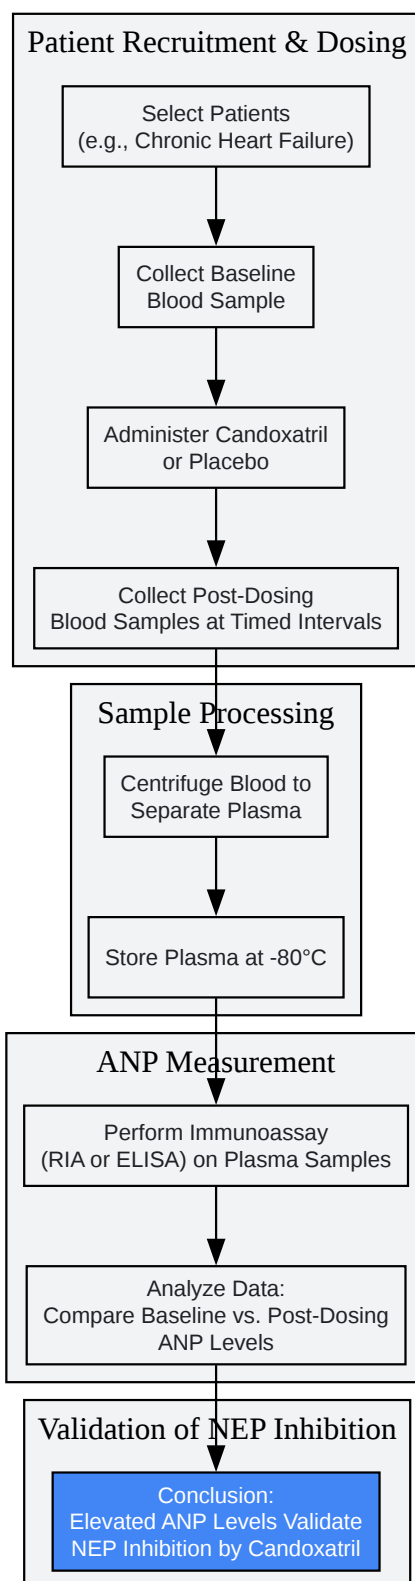 Patient Recruitment & Dosing
Select Patients
(e.g., Chronic Heart Failure)
Collect Baseline
Blood Sample
Administer Candoxatril
or Placebo
Collect Post-Dosing
Blood Samples at Timed Intervals
Sample Processing
Centrifuge Blood to
Separate Plasma
Store Plasma at -80°C
ANP Measurement
Perform Immunoassay
(RIA or ELISA) on Plasma Samples
Analyze Data:
Compare Baseline vs. Post-Dosing
ANP Levels
Validation of NEP Inhibition
Conclusion:
Elevated ANP Levels Validate
NEP Inhibition by Candoxatril